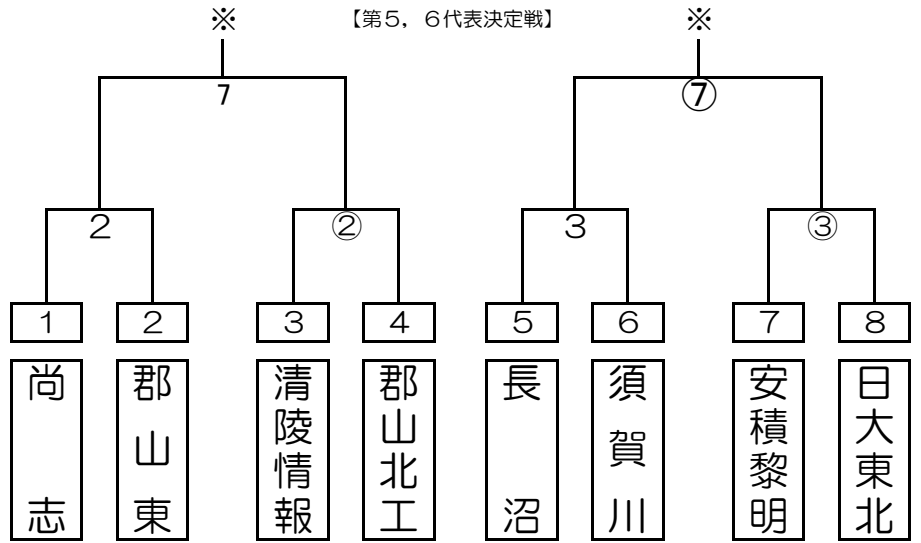 ※ 【第5，6代表決定戦】 ※
7 ⑦
2 ② 3 ③
1 2 3 4 5 6 7 8
尚志
郡山東
清陵情報
郡山北工
長沼
須賀川
安積黎明
日大東北